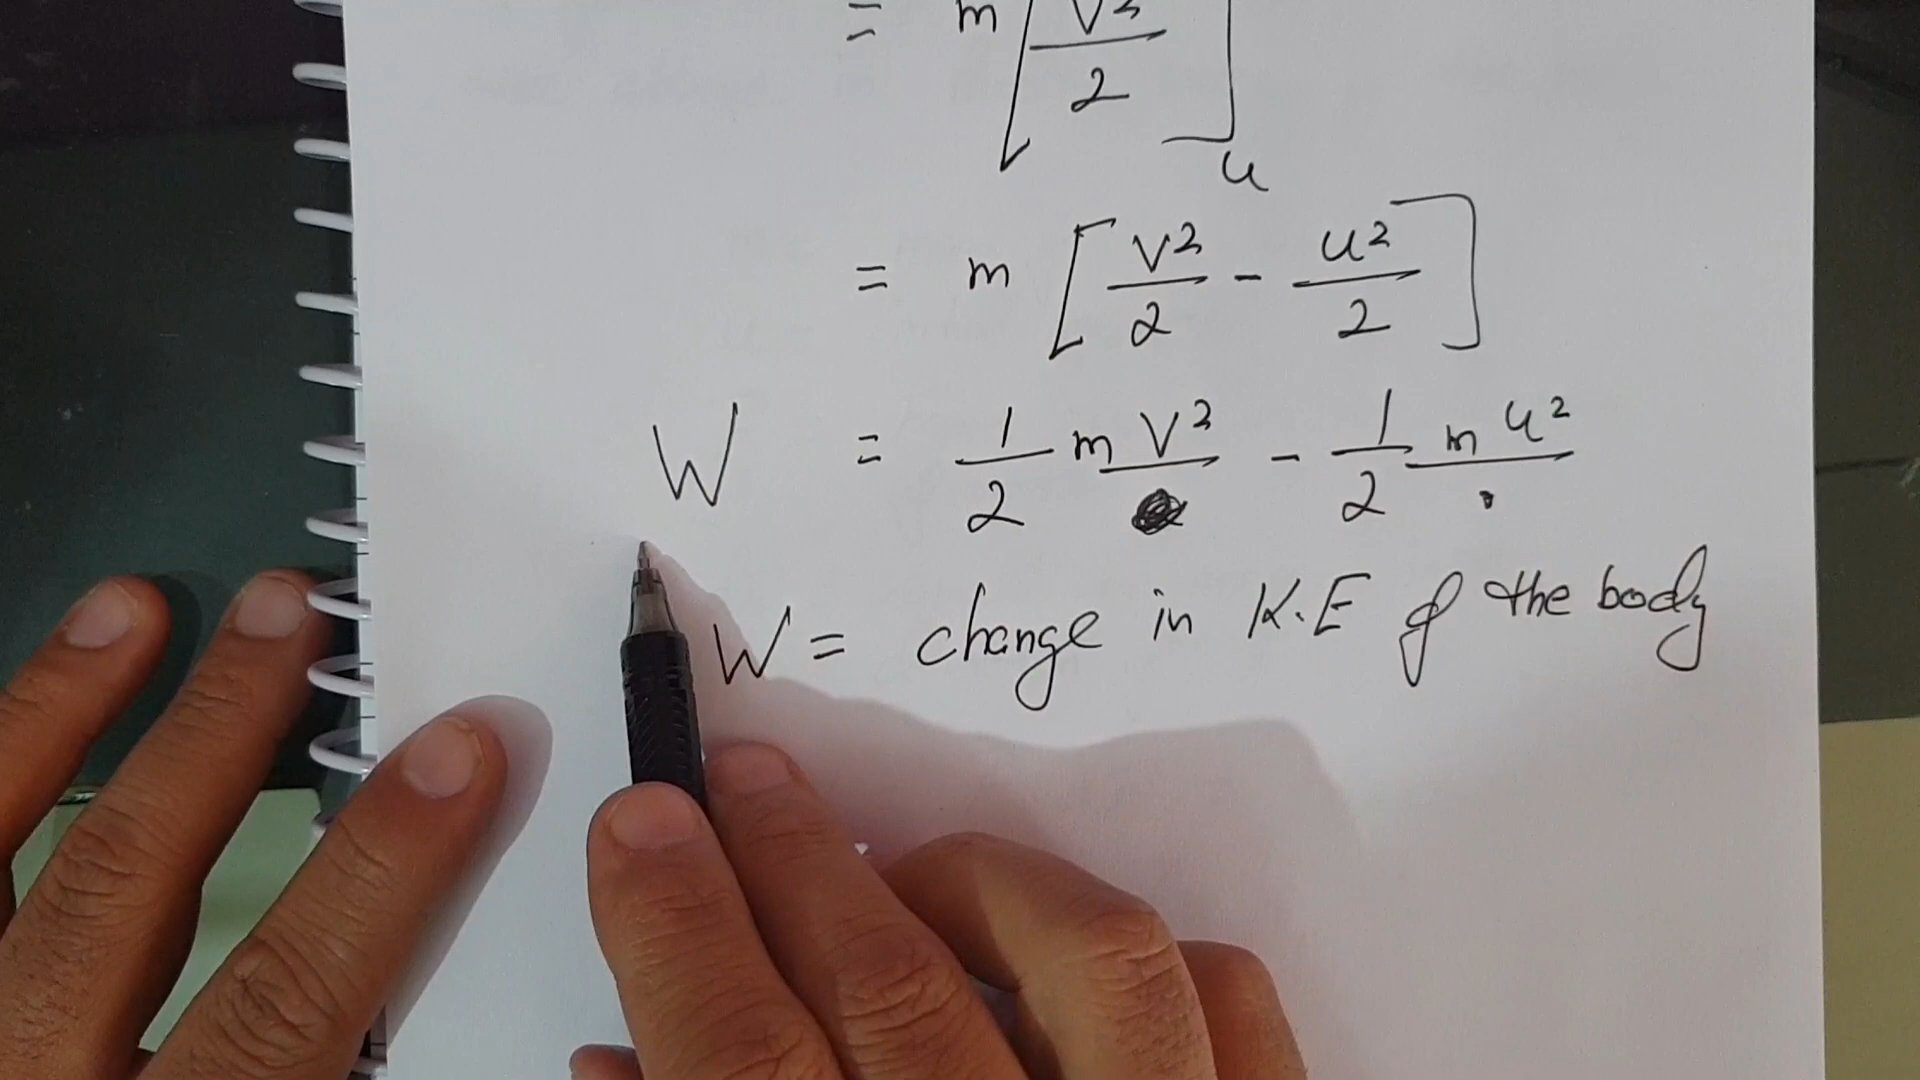 = m [ v²/2 ]u
= m [ v²/2 - u²/2 ]
W = 1/2 m v² - 1/2 m u²
W = change in K.E of the body